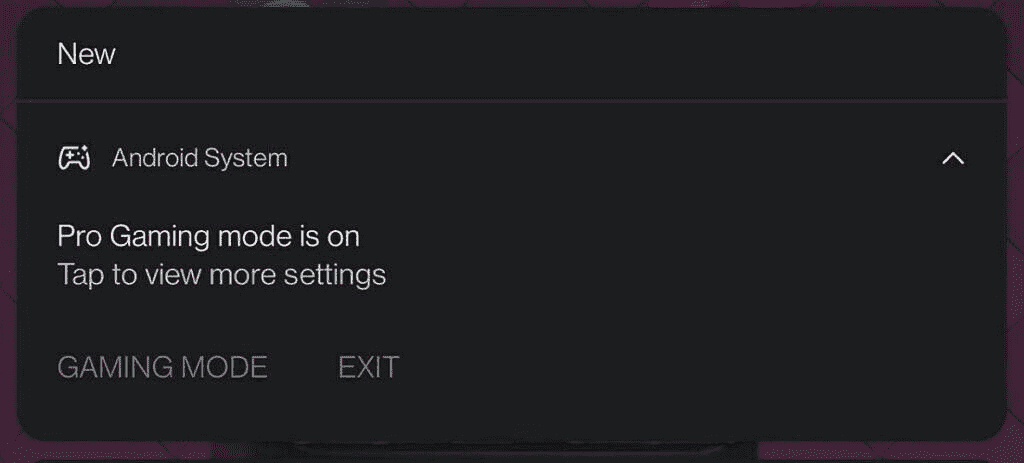 New
Android System
Pro Gaming mode is on
Tap to view more settings
GAMING MODE EXIT